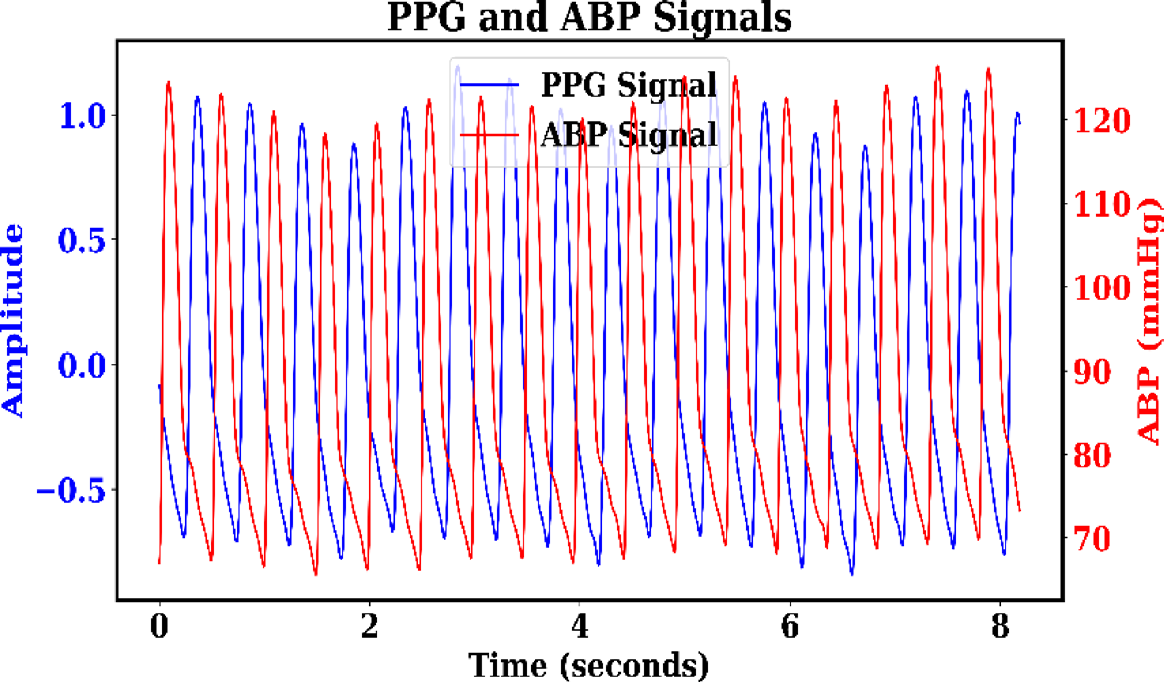 PPG and ABP Signals
PPG Signal
ABP Signal
Amplitude
1.0
0.5
0.0
−0.5
ABP (mmHg)
120
110
100
90
80
70
0 2 4 6 8
Time (seconds)